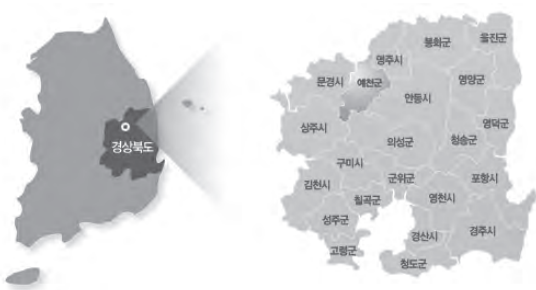 경상북도
울진군
봉화군
영주시
문경시
예천군
영양군
안동시
상주시
영덕군
의성군
청송군
구미시
김천시
군위군
포항시
칠곡군
영천시
성주군
경산시
경주시
고령군
청도군